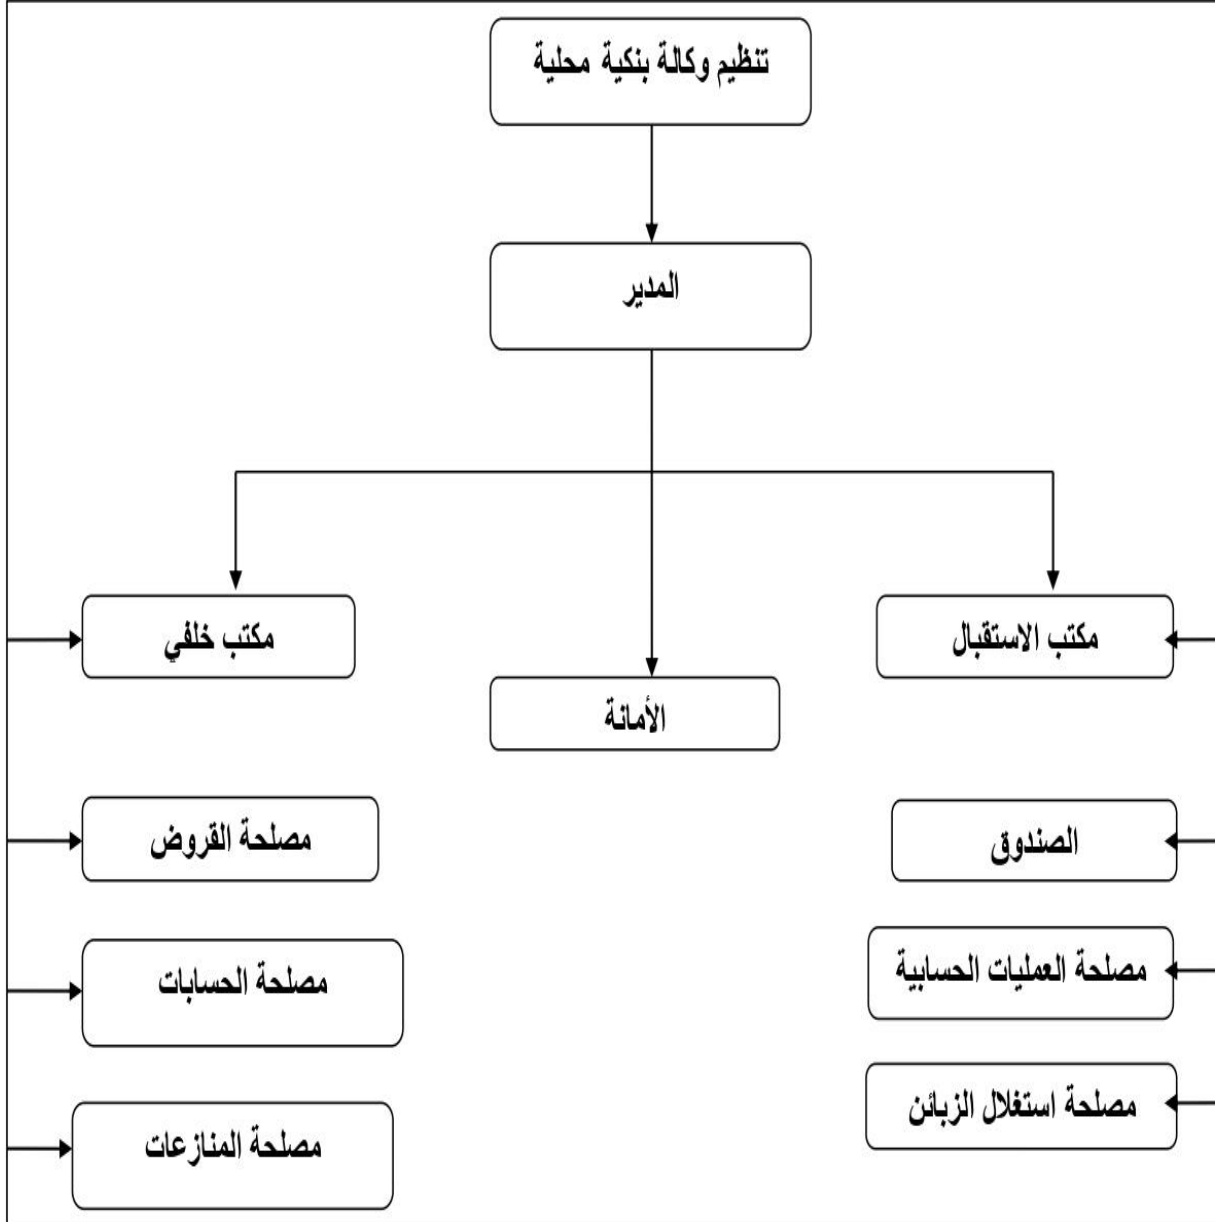 تنظيم وكالة بنكية محلية
المدير
مكتب الاستقبال
مكتب خلفي
الأمانة
الصندوق
مصلحة القروض
مصلحة العمليات الحسابية
مصلحة الحسابات
مصلحة استغلال الزبائن
مصلحة المنازعات